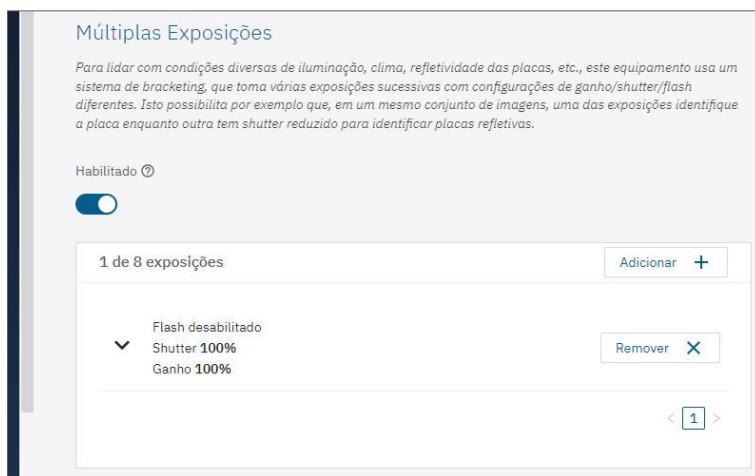 Múltiplas Exposições
Para lidar com condições diversas de iluminação, clima, refletividade das placas, etc., este equipamento usa um
sistema de bracketing, que toma várias exposições sucessivas com configurações de ganho/shutter/flash
diferentes. Isto possibilita por exemplo que, em um mesmo conjunto de imagens, uma das exposições identifique
a placa enquanto outra tem shutter reduzido para identificar placas refletivas.
Habilitado
1 de 8 exposições
Adicionar +
Flash desabilitado
Shutter 100%
Remover
Ganho 100%
< 1 >